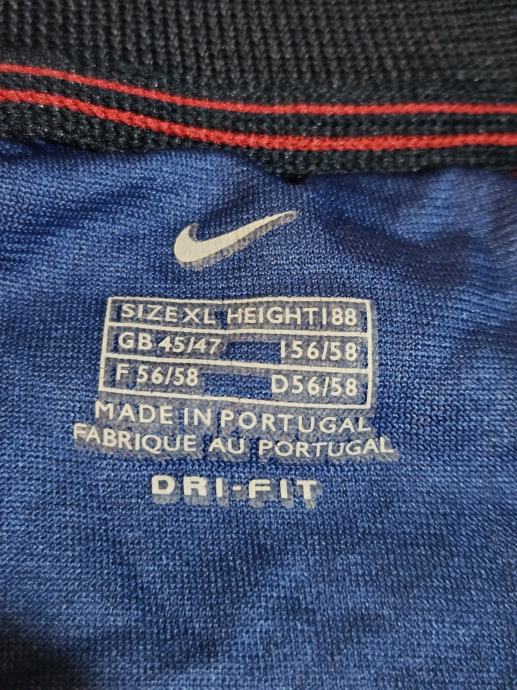 SIZE XL HEIGHT 188
GB 45/47 I 56/58
F 56/58 D 56/58
MADE IN PORTUGAL
FABRIQUE AU PORTUGAL
DRI-FIT